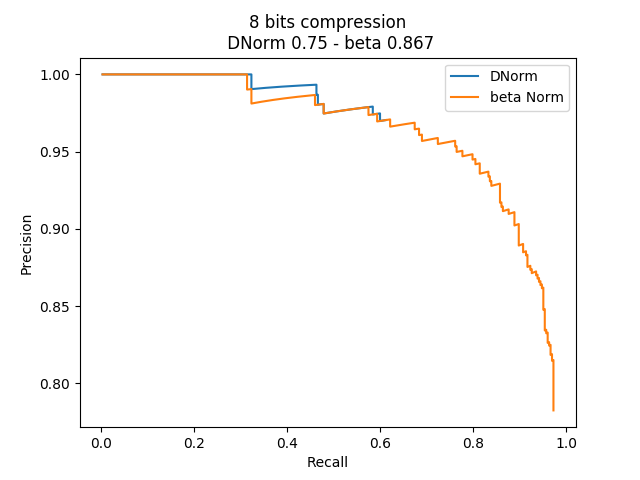 8 bits compression
DNorm 0.75 - beta 0.867
DNorm
beta Norm
Precision
1.00
0.95
0.90
0.85
0.80
0.0 0.2 0.4 0.6 0.8 1.0
Recall